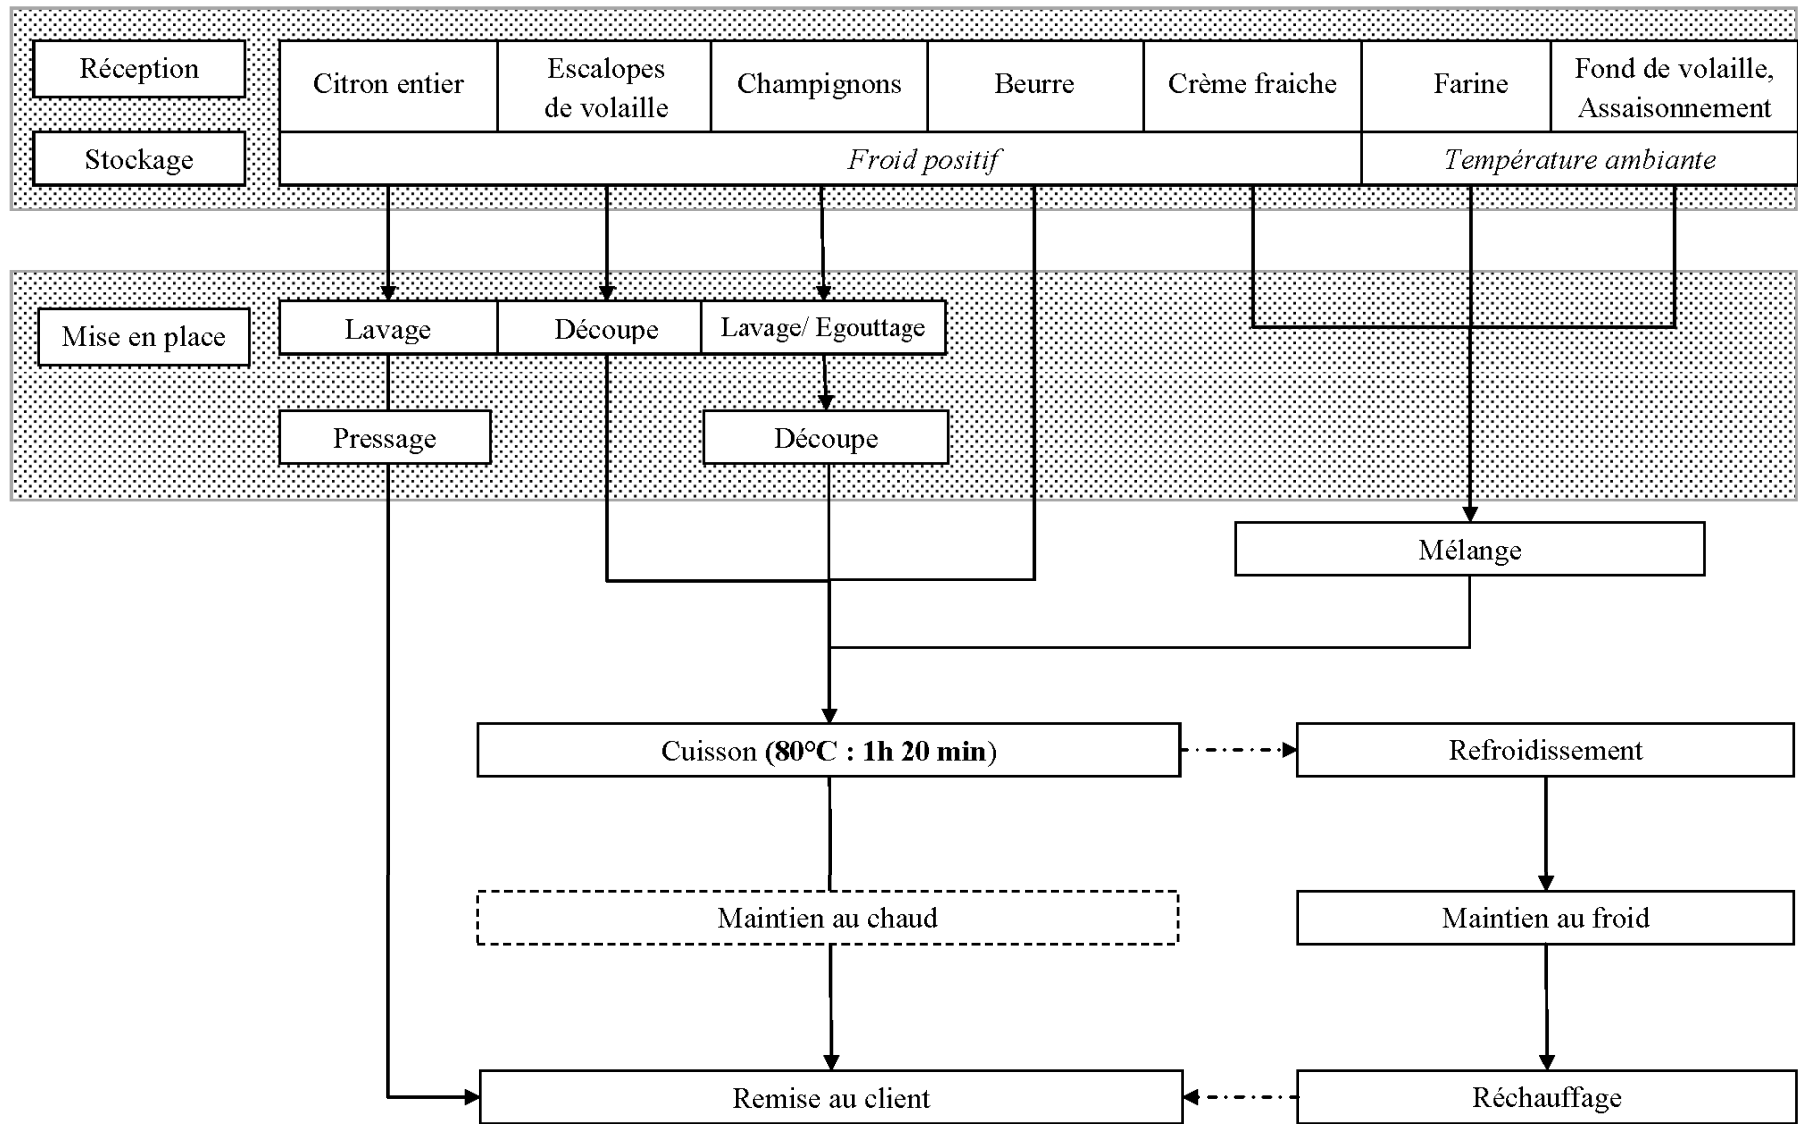 Réception
Citron entier
Escalopes
de volaille
Champignons
Beurre
Crème fraiche
Farine
Fond de volaille,
Assaisonnement
Stockage
Froid positif
Température ambiante
Mise en place
Lavage
Découpe
Lavage/ Egouttage
Pressage
Découpe
Mélange
Cuisson (80°C : 1h 20 min)
Refroidissement
Maintien au chaud
Maintien au froid
Remise au client
Réchauffage